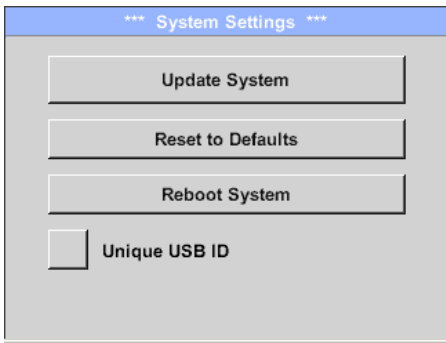 *** System Settings ***
Update System
Reset to Defaults
Reboot System
Unique USB ID